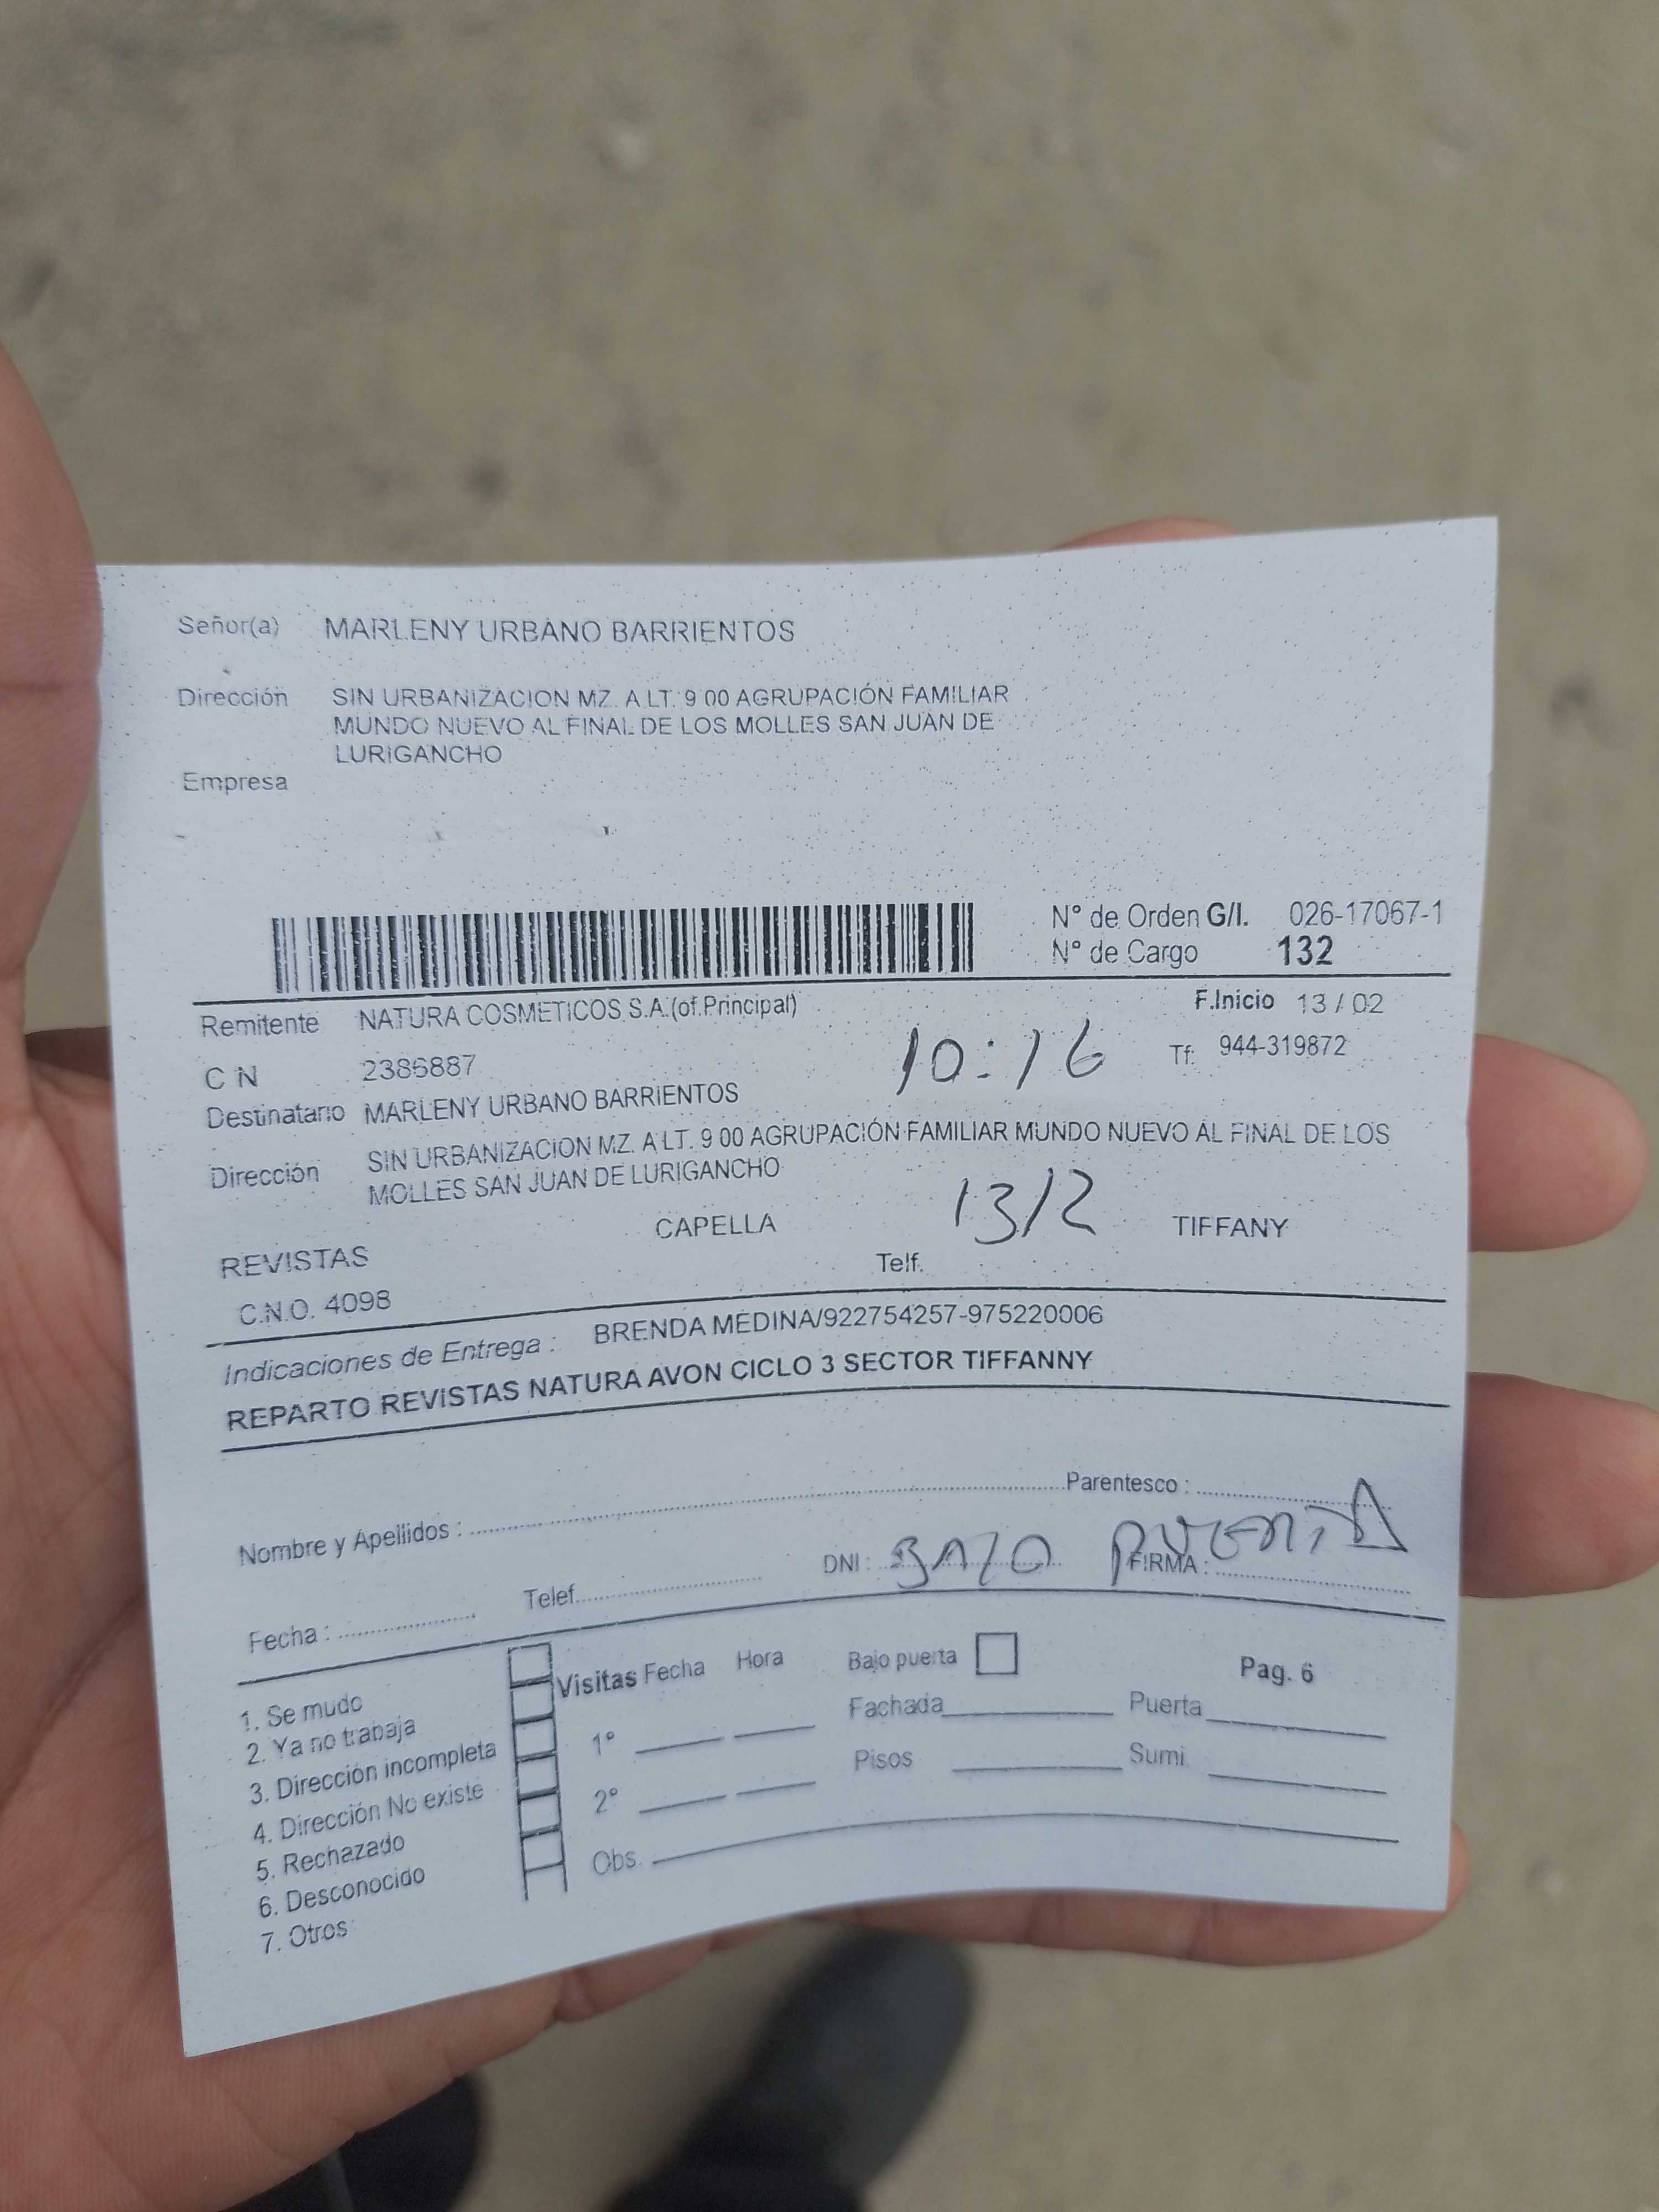 Señor(a) MARLENY URBANO BARRIENTOS
Dirección SIN URBANIZACION MZ. A LT. 9 00 AGRUPACIÓN FAMILIAR
MUNDO NUEVO AL FINAL DE LOS MOLLES SAN JUAN DE
LURIGANCHO
Empresa
N° de Orden G/I. 026-17067-1
N° de Cargo 132
Remitente NATURA COSMETICOS S.A.(of.Principal) F.Inicio 13 / 02
C N 2386887 10:16 Tf: 944-319872
Destinatario MARLENY URBANO BARRIENTOS
Dirección SIN URBANIZACION MZ. A LT. 9 00 AGRUPACIÓN FAMILIAR MUNDO NUEVO AL FINAL DE LOS
MOLLES SAN JUAN DE LURIGANCHO
REVISTAS CAPELLA 13/2 TIFFANY
C.N.O. 4098 Telf.
Indicaciones de Entrega : BRENDA MEDINA/922754257-975220006
REPARTO REVISTAS NATURA AVON CICLO 3 SECTOR TIFFANNY
Nombre y Apellidos : Parentesco :
Fecha : Telef. DNI : BAJO PUERTA FIRMA :
Visitas Fecha Hora Bajo puerta Pag. 6
1. Se mudo
2. Ya no trabaja
3. Dirección incompleta
4. Dirección No existe
5. Rechazado
6. Desconocido
7. Otros
1° Fachada Puerta
2° Pisos Sumi.
Obs.